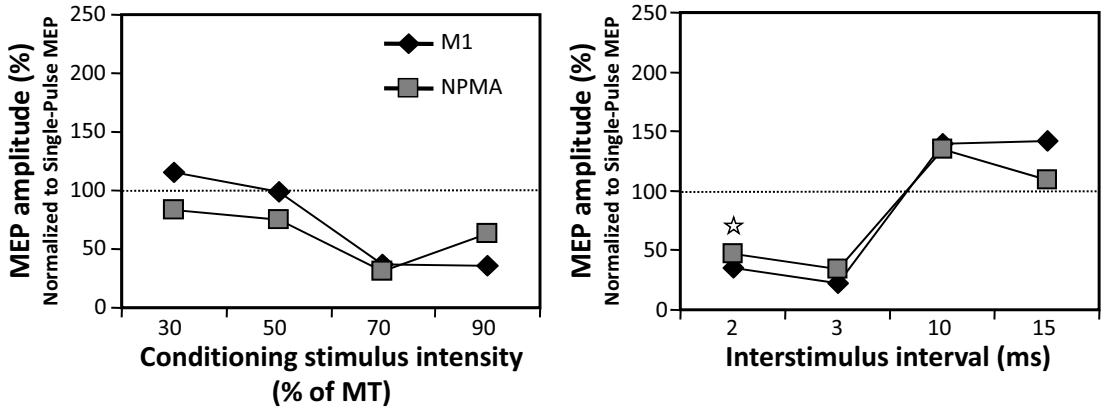 MEP amplitude (%)
Normalized to Single-Pulse MEP
250
200
150
100
50
0
M1
NPMA
30 50 70 90
Conditioning stimulus intensity
(% of MT)
MEP amplitude (%)
Normalized to Single-Pulse MEP
250
200
150
100
50
0
2 3 10 15
Interstimulus interval (ms)